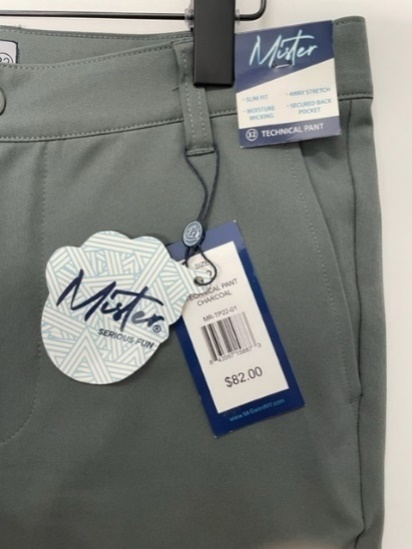 Mister
· SLIM FIT
· 4WAY STRETCH
· MOISTURE WICKING
· SECURED BACK POCKET
32 TECHNICAL PANT
TECHNICAL PANT
CHARCOAL
MR-TP22-01
$82.00
Mister®
SERIOUS FUN